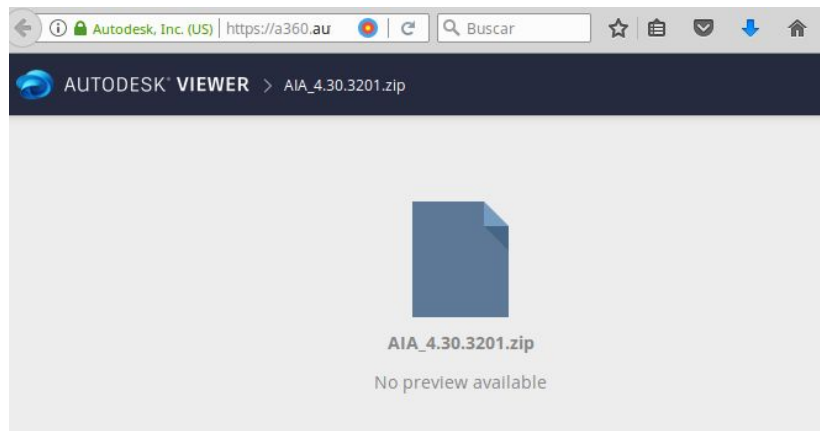 Autodesk, Inc. (US) https://a360.au Buscar
AUTODESK® VIEWER > AIA_4.30.3201.zip
AIA_4.30.3201.zip
No preview available